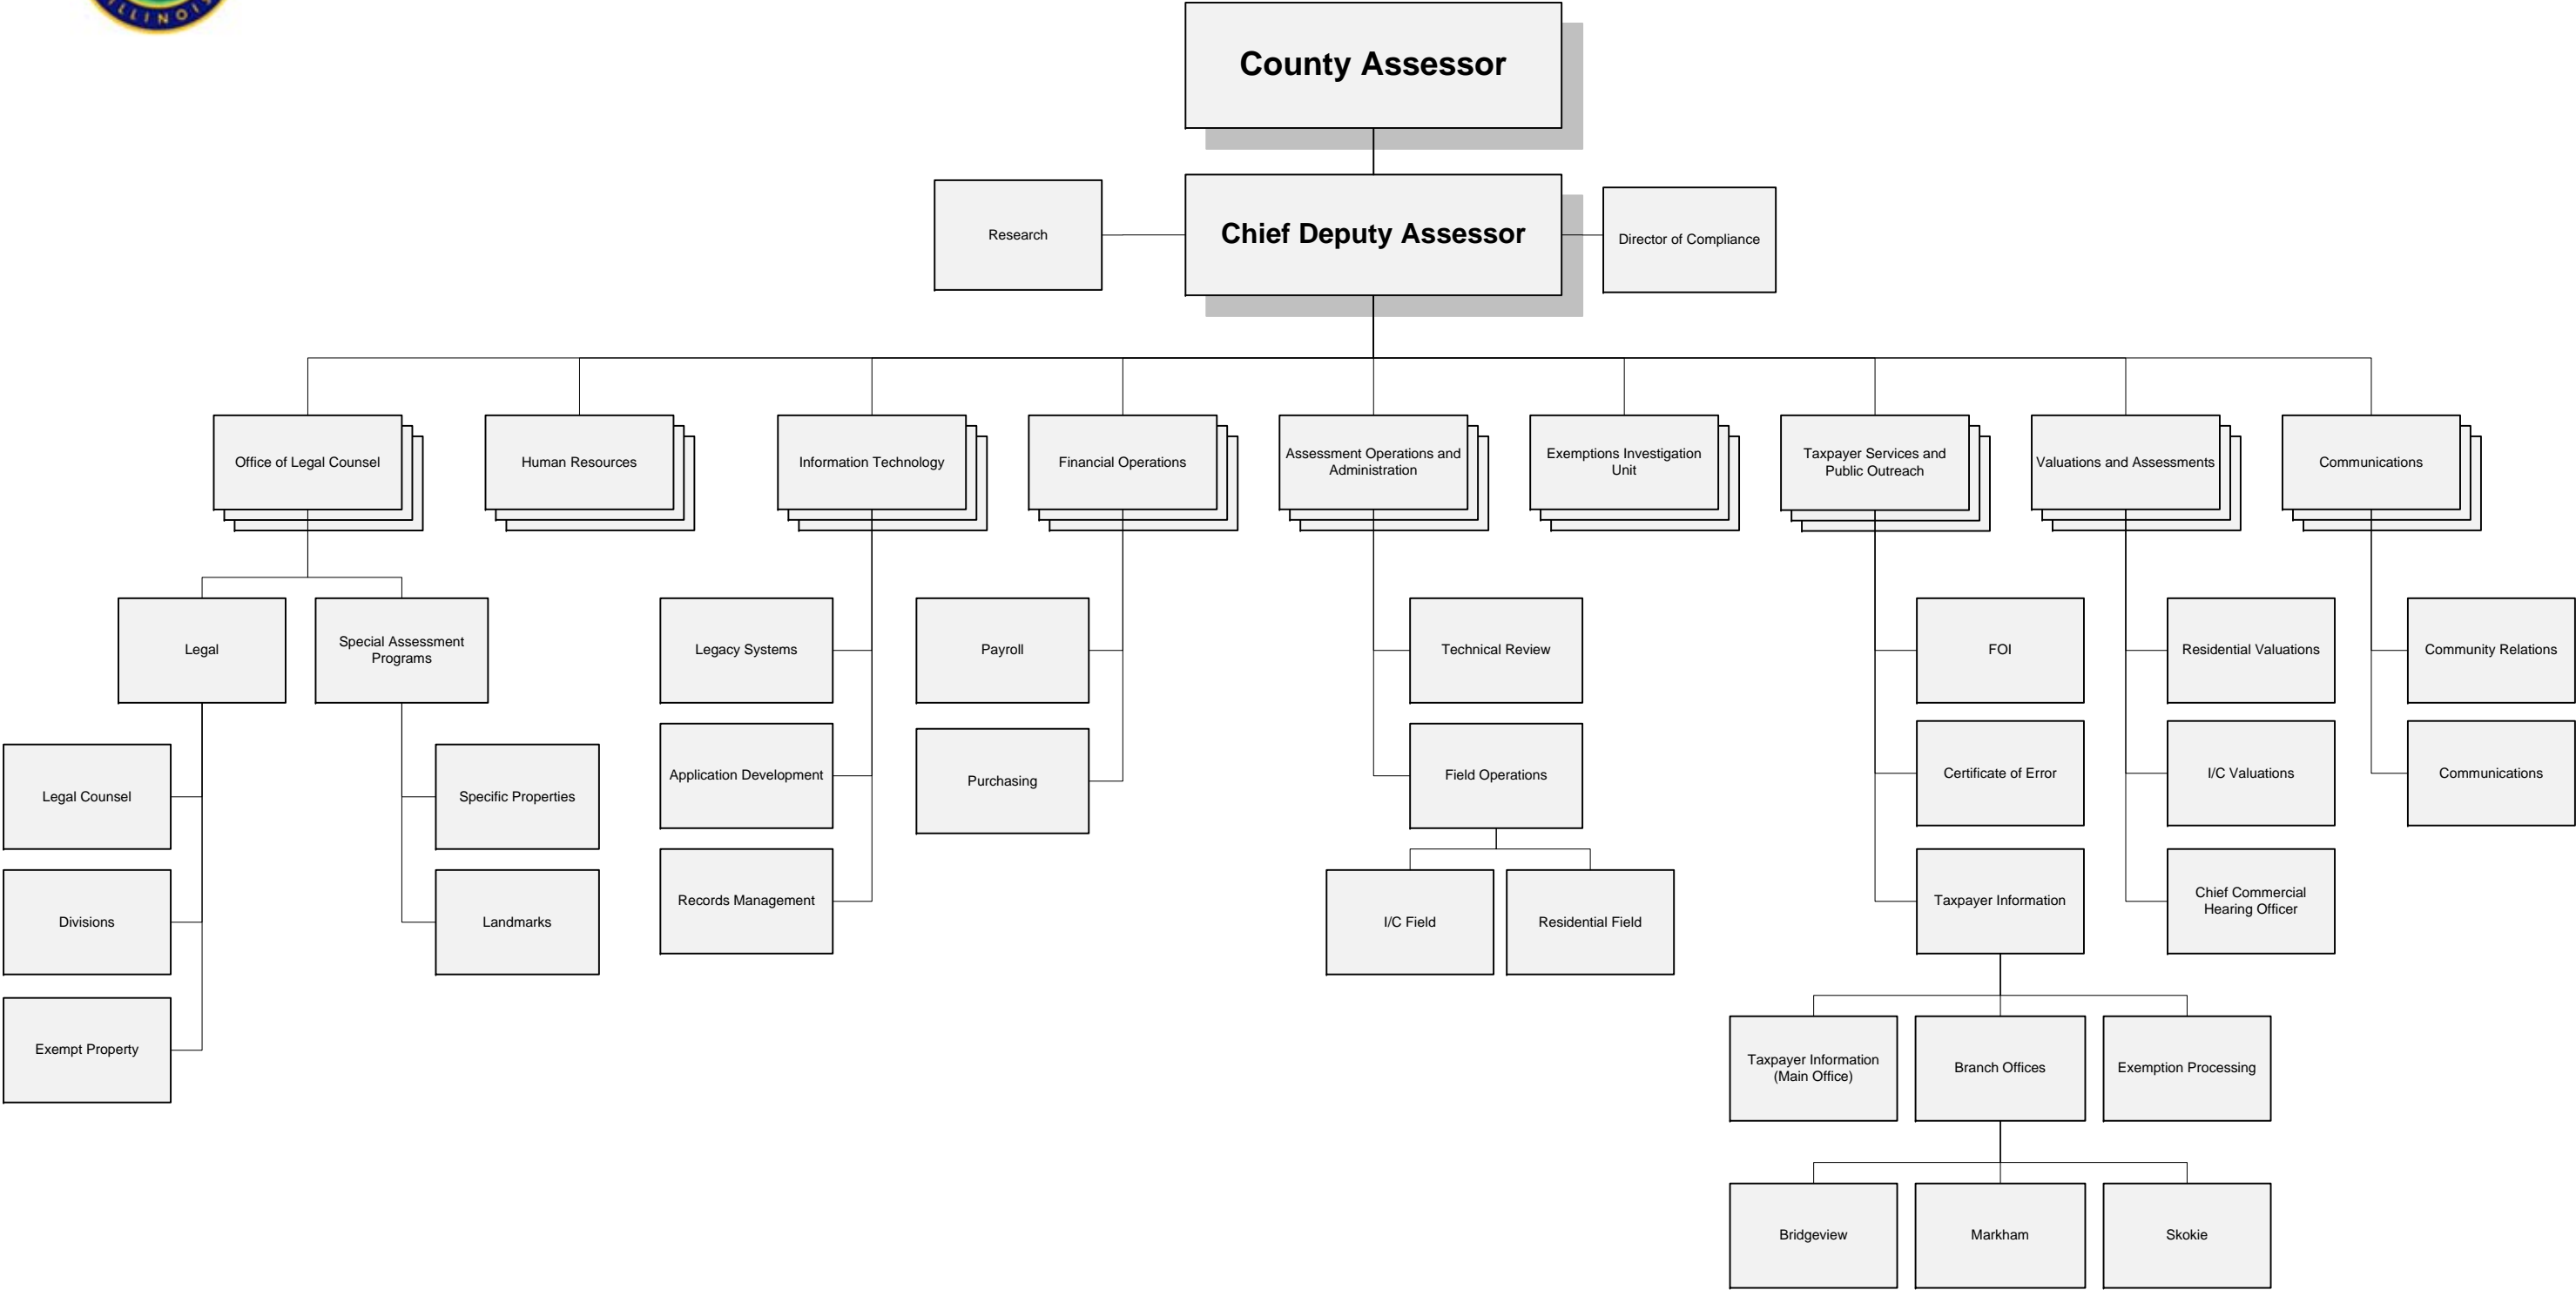 ILLINOIS
County Assessor
Research
Chief Deputy Assessor
Director of Compliance
Office of Legal Counsel
Human Resources
Information Technology
Financial Operations
Assessment Operations and
Administration
Exemptions Investigation
Unit
Taxpayer Services and
Public Outreach
Valuations and Assessments
Communications
Legal
Special Assessment
Programs
Legacy Systems
Payroll
Technical Review
FOI
Residential Valuations
Community Relations
Legal Counsel
Specific Properties
Application Development
Purchasing
Field Operations
Certificate of Error
I/C Valuations
Communications
Divisions
Landmarks
Records Management
I/C Field
Residential Field
Taxpayer Information
Chief Commercial
Hearing Officer
Exempt Property
Taxpayer Information
(Main Office)
Branch Offices
Exemption Processing
Bridgeview
Markham
Skokie